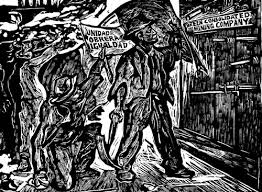 UNIDAD
OBRERA
IGUALDAD
CONSOLIDATED
MINING COMPANY